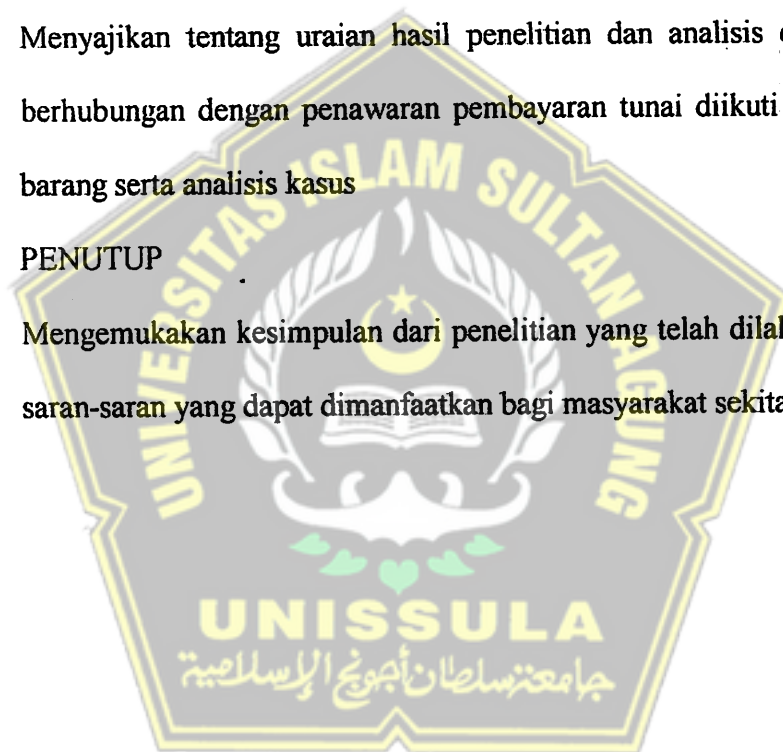 Menyajikan tentang uraian hasil penelitian dan analisis
berhubungan dengan penawaran pembayaran tunai diikuti
barang serta analisis kasus
PENUTUP
Mengemukakan kesimpulan dari penelitian yang telah
saran-saran yang dapat dimanfaatkan bagi masyarakat
UNIVERSITAS ISLAM SULTAN AGUNG
UNISSULA
جامعة سلطان أجونج الإسلامية